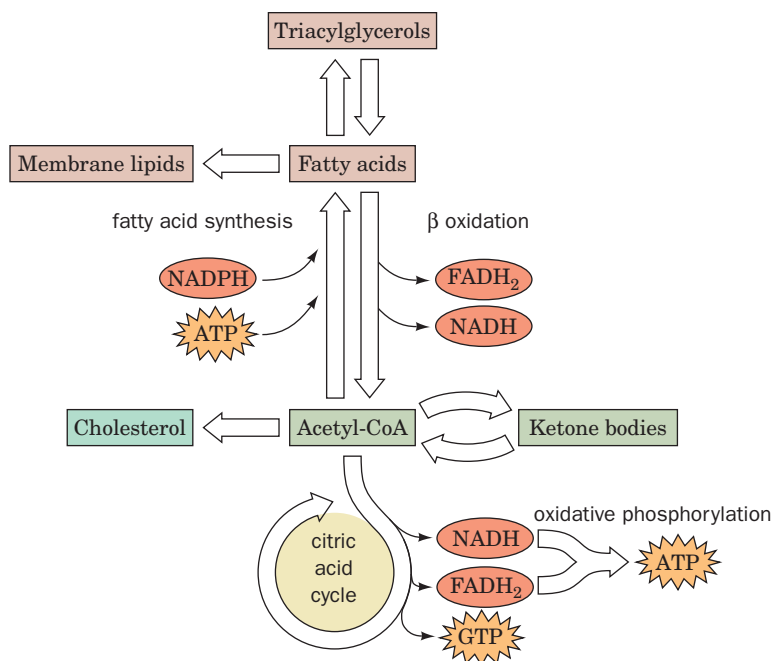 Triacylglycerols
Membrane lipids
Fatty acids
fatty acid synthesis
β oxidation
NADPH
FADH₂
ATP
NADH
Cholesterol
Acetyl-CoA
Ketone bodies
oxidative phosphorylation
citric
acid
cycle
NADH
FADH₂
ATP
GTP